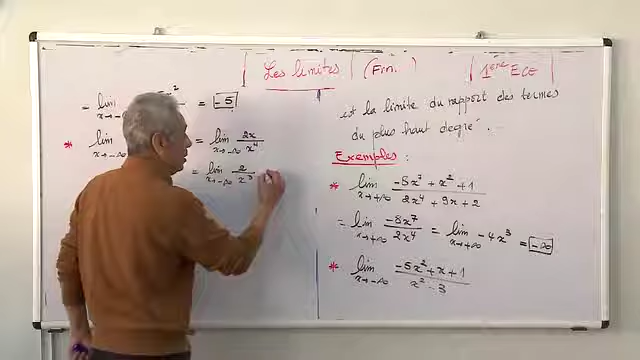 Les limites (Fin.) 1ère ECG
= lim x→-∞ 2 = -5
* lim x→-∞ = lim x→-∞ 2x/x⁴
= lim x→-∞ 2/x³
est la limite du rapport des termes
du plus haut degré.
Exemples :
* lim x→+∞ (-8x⁷ + x² + 1)/(2x⁴ + 9x + 2)
= lim x→+∞ -8x⁷/2x⁴ = lim x→+∞ -4x³ = -∞
* lim x→-∞ (-5x² + x + 1)/(x² - 3)